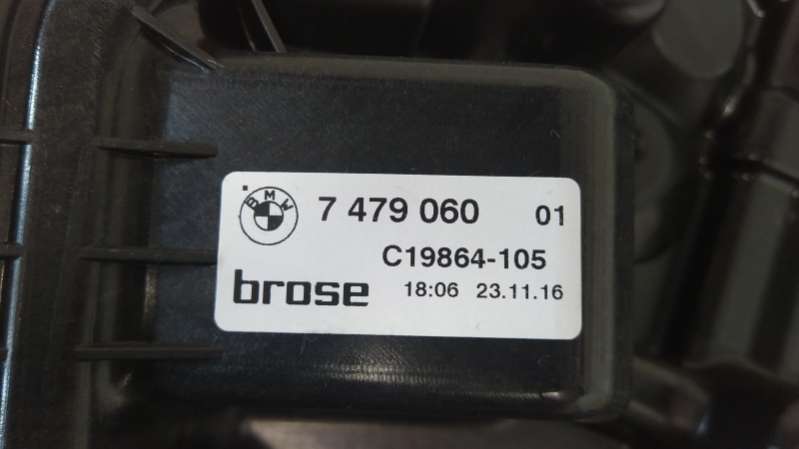 BMW 7 479 060 01
C19864-105
brose 18:06 23.11.16